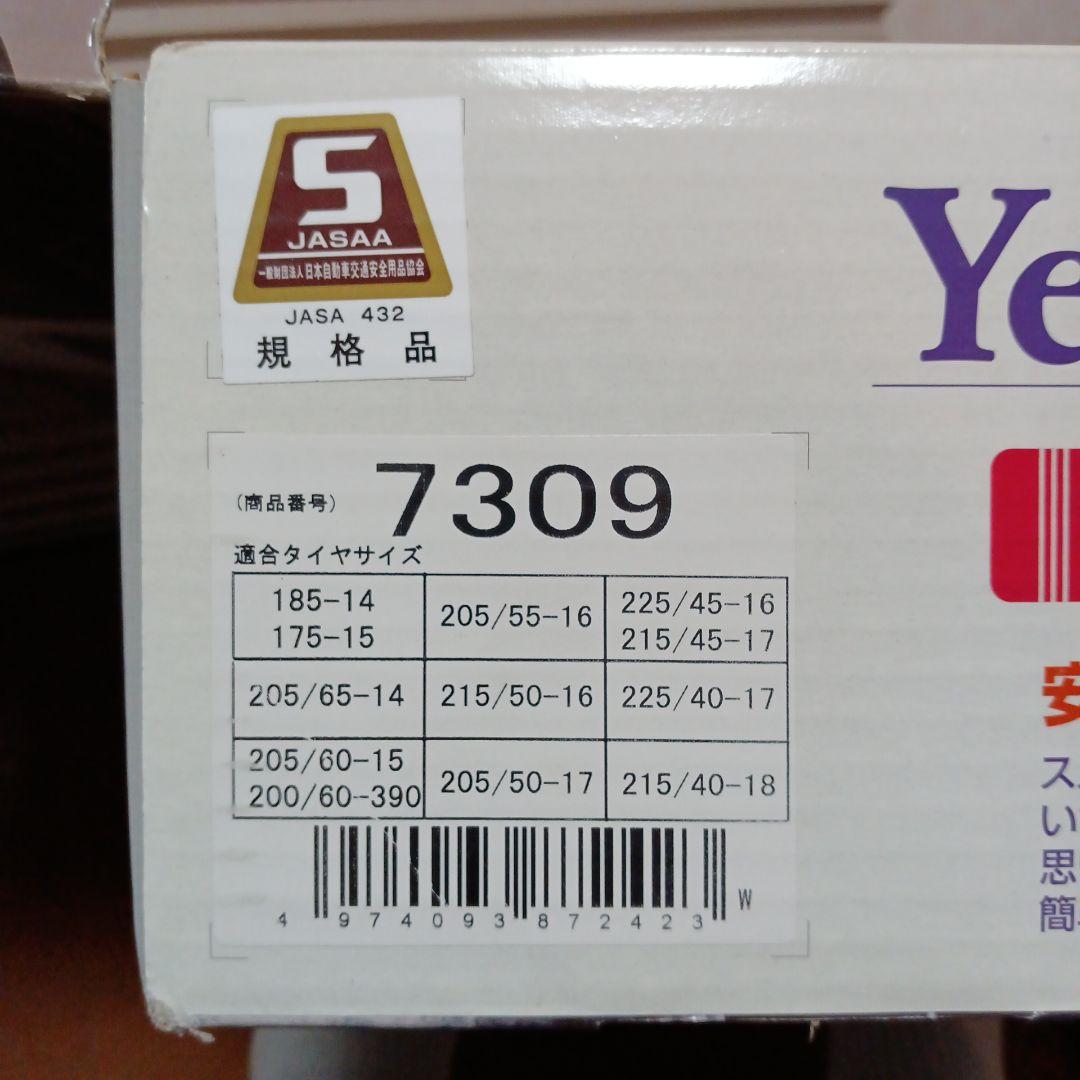 S
JASAA
一般財団法人 日本自動車交通安全用品協会
JASA 432
規格品
Ye
(商品番号) 7309
適合タイヤサイズ
185-14
175-15
205/55-16
225/45-16
215/45-17
205/65-14
215/50-16
225/40-17
205/60-15
200/60-390
205/50-17
215/40-18
W
4 974093 872423
安
ス
い
思
簡